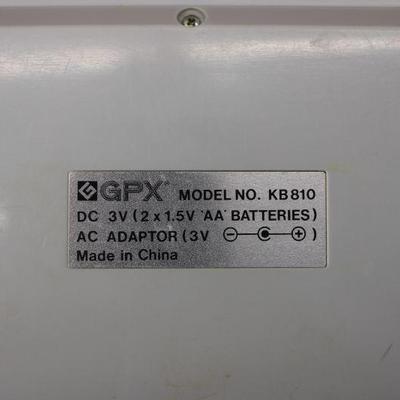 GPX® MODEL NO. KB810
DC 3V (2 x 1.5V "AA" BATTERIES)
AC ADAPTOR (3V ⊖-C-⊕)
Made in China